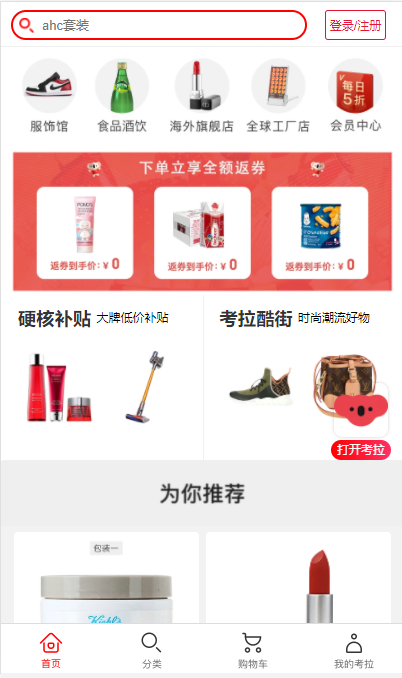 ahc套装
登录/注册
每日
5折
服饰馆
食品酒饮
海外旗舰店
全球工厂店
会员中心
下单立享全额返券
POND'S
返券到手价：¥ 0
返券到手价：¥ 0
返券到手价：¥ 0
硬核补贴 大牌低价补贴
考拉酷街 时尚潮流好物
打开考拉
为你推荐
包装一
Kiehl's
首页
分类
购物车
我的考拉